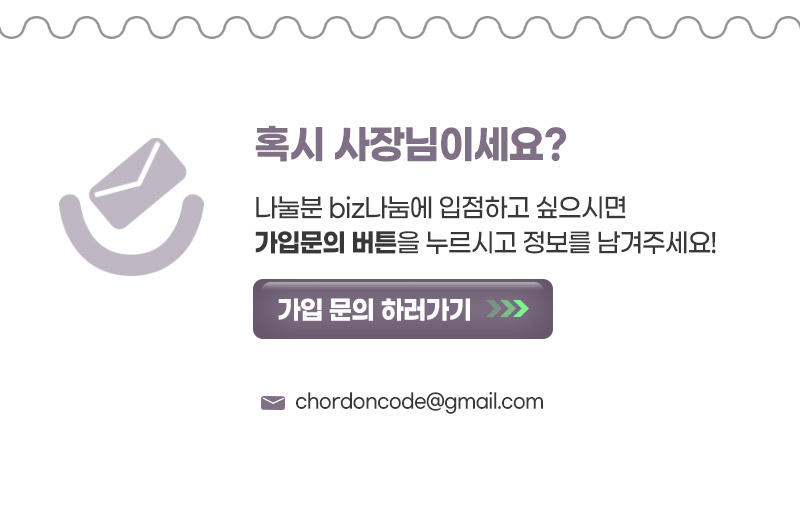 혹시 사장님이세요?
나눌분 biz나눔에 입점하고 싶으시면
가입문의 버튼을 누르시고 정보를 남겨주세요!
가입 문의 하러가기
chordoncode@gmail.com